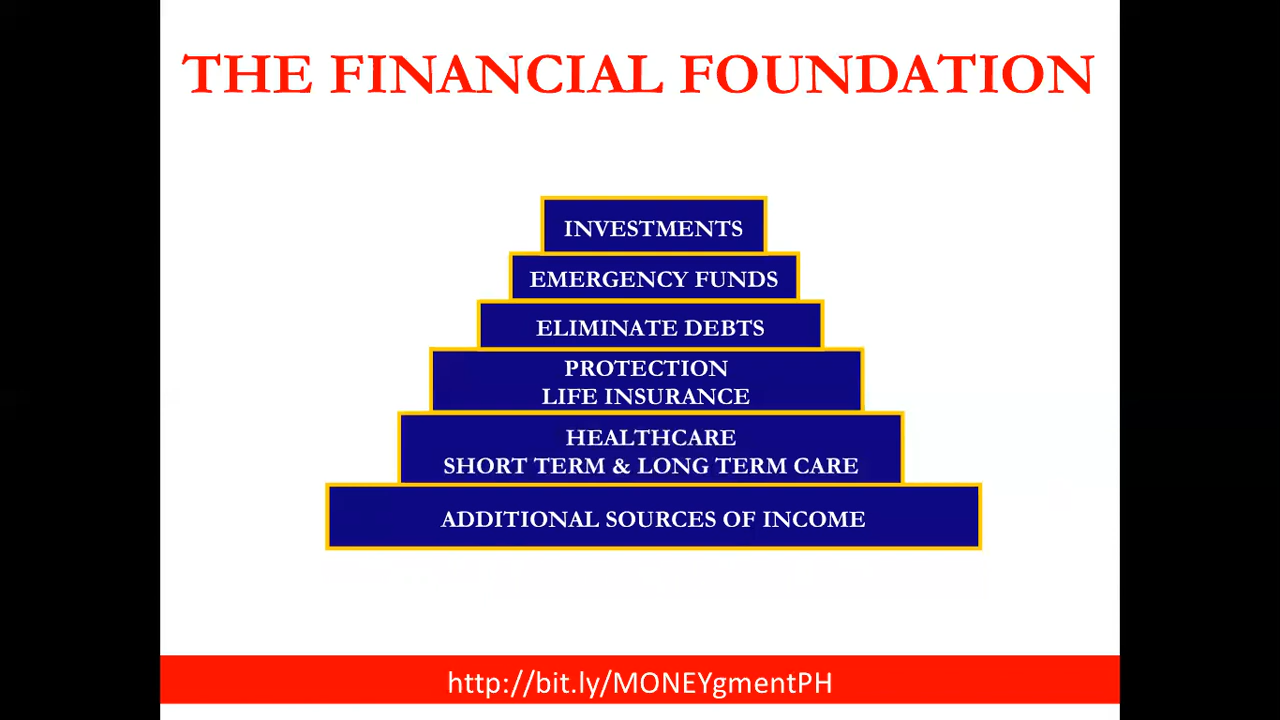 THE FINANCIAL FOUNDATION
INVESTMENTS
EMERGENCY FUNDS
ELIMINATE DEBTS
PROTECTION
LIFE INSURANCE
HEALTHCARE
SHORT TERM & LONG TERM CARE
ADDITIONAL SOURCES OF INCOME
http://bit.ly/MONEYgmentPH